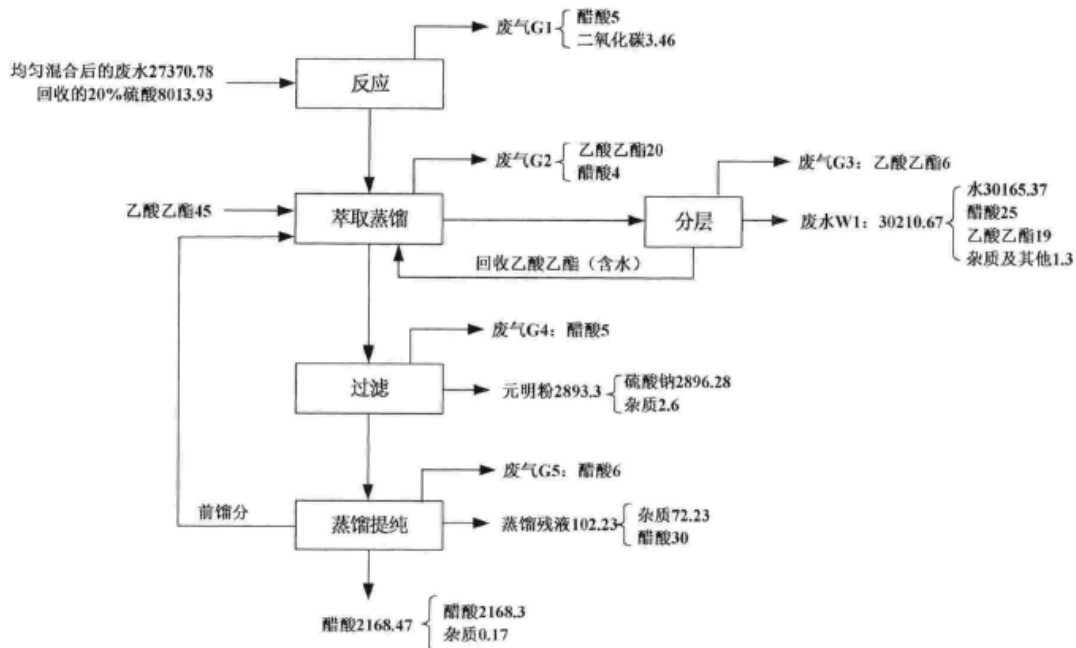 废气G1
醋酸5
二氧化碳3.46
均匀混合后的废水27370.78
回收的20%硫酸8013.93
反应
废气G2
乙酸乙酯20
醋酸4
废气G3：乙酸乙酯6
乙酸乙酯45
萃取蒸馏
分层
废水W1：30210.67
水30165.37
醋酸25
乙酸乙酯19
杂质及其他1.3
回收乙酸乙酯（含水）
废气G4：醋酸5
过滤
元明粉2893.3
硫酸钠2896.28
杂质2.6
废气G5：醋酸6
前馏分
蒸馏提纯
蒸馏残液102.23
杂质72.23
醋酸30
醋酸2168.47
醋酸2168.3
杂质0.17